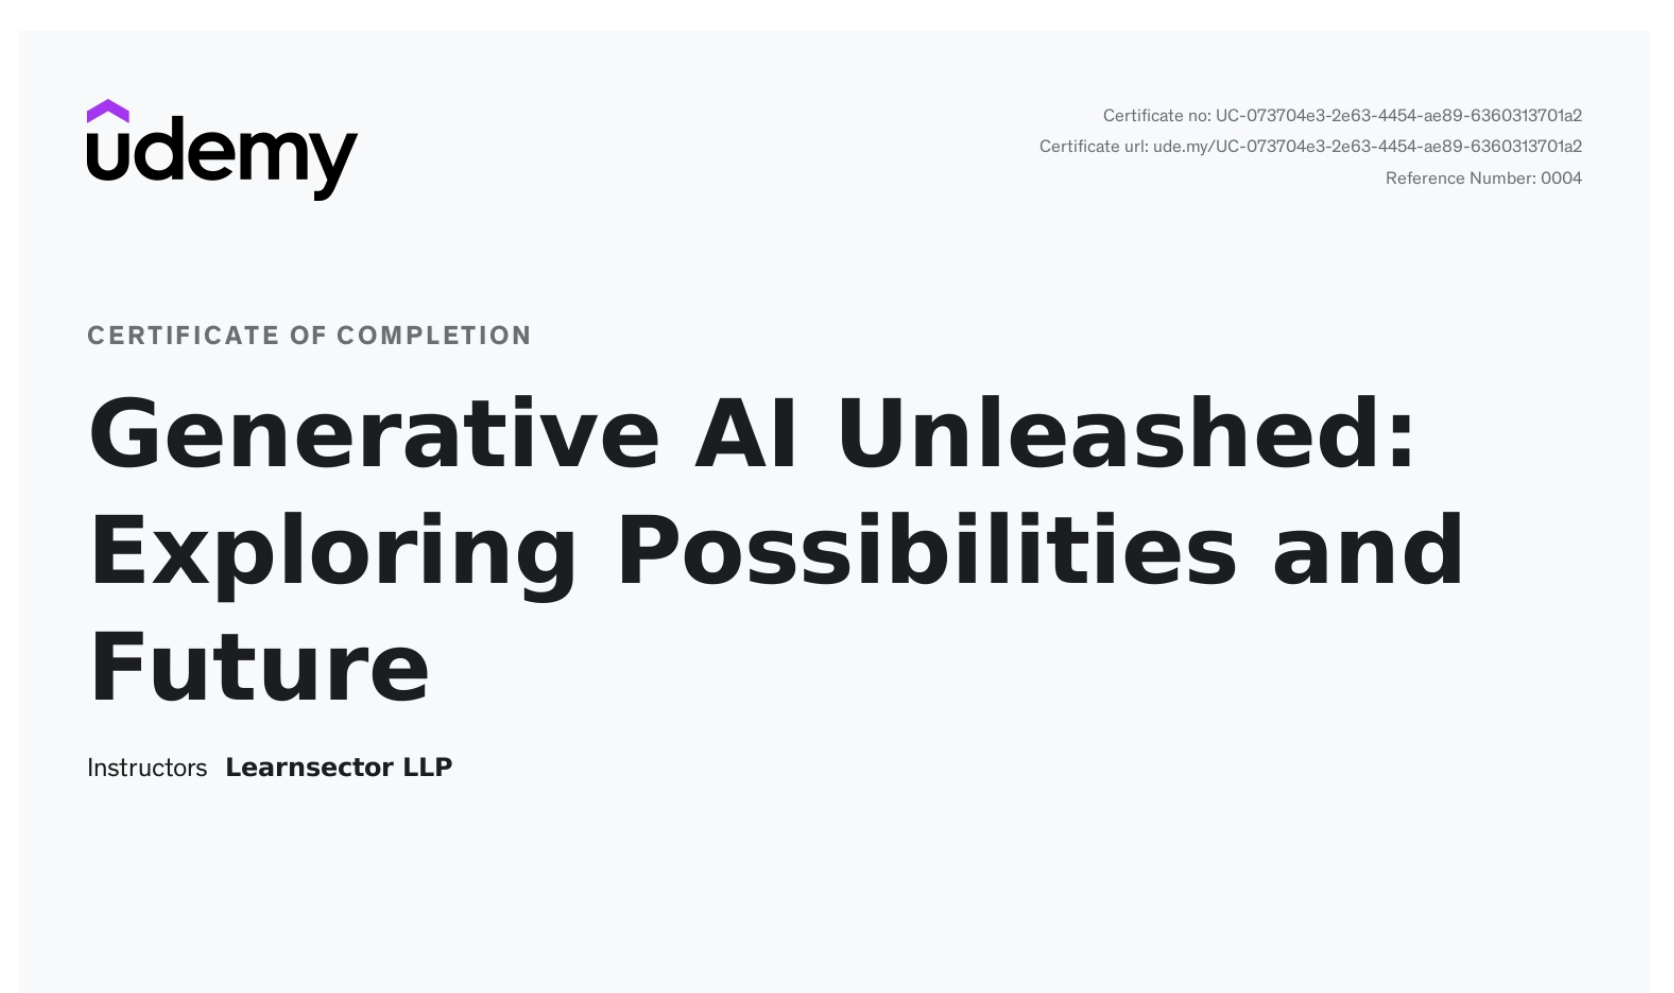 udemy
Certificate no: UC-073704e3-2e63-4454-ae89-6360313701a2
Certificate url: ude.my/UC-073704e3-2e63-4454-ae89-6360313701a2
Reference Number: 0004
CERTIFICATE OF COMPLETION
Generative AI Unleashed:
Exploring Possibilities and
Future
Instructors Learnsector LLP